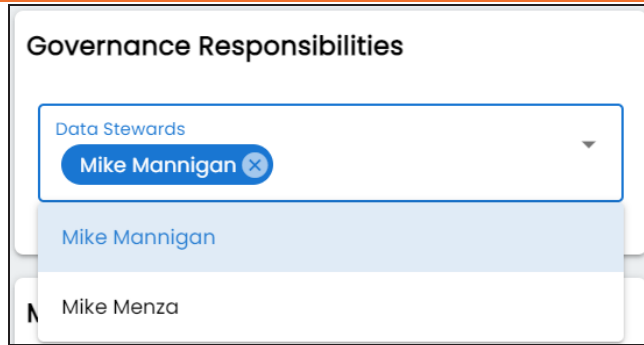 Governance Responsibilities
Data Stewards
Mike Mannigan
Mike Mannigan
Mike Menza